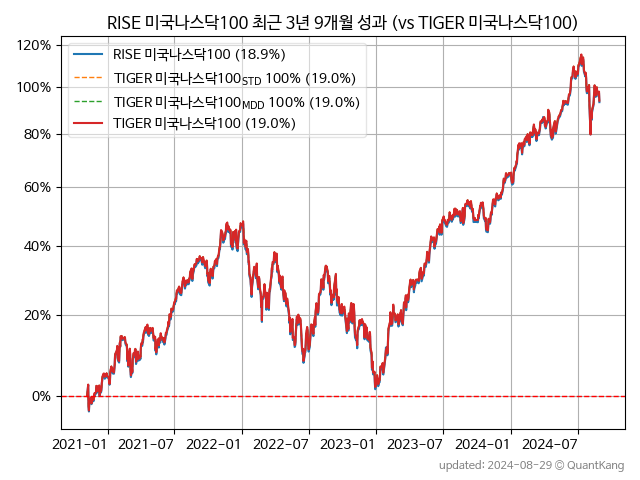 RISE 미국나스닥100 최근 3년 9개월 성과 (vs TIGER 미국나스닥100)
120%
100%
80%
60%
40%
20%
0%
RISE 미국나스닥100 (18.9%)
TIGER 미국나스닥100STD 100% (19.0%)
TIGER 미국나스닥100MDD 100% (19.0%)
TIGER 미국나스닥100 (19.0%)
2021-01 2021-07 2022-01 2022-07 2023-01 2023-07 2024-01 2024-07
updated: 2024-08-29 © QuantKang